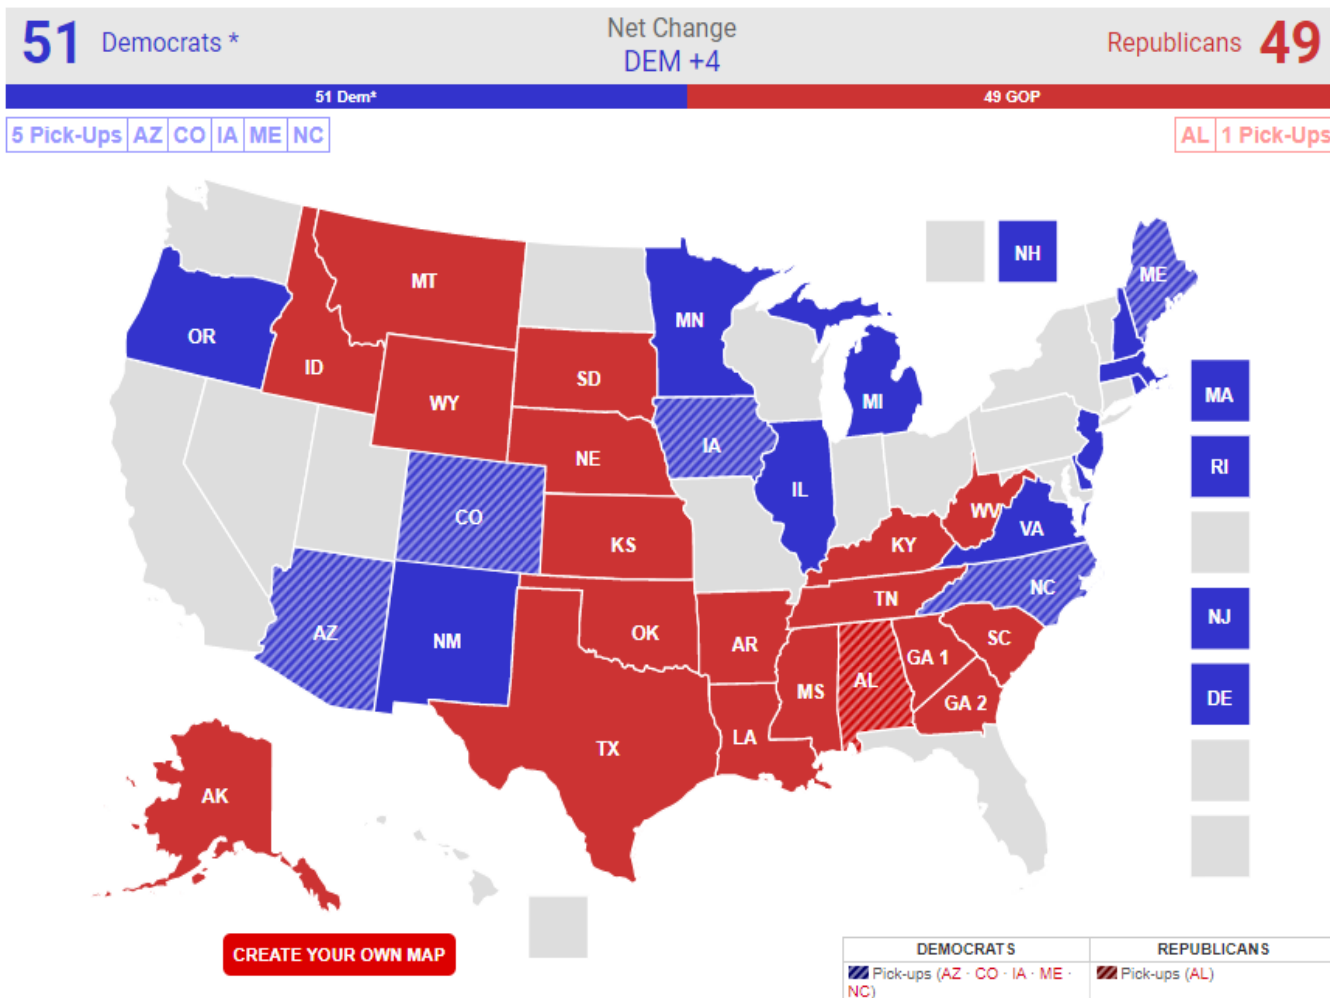 51 Democrats *
Net Change
DEM +4
Republicans 49
51 Dem*
49 GOP
5 Pick-Ups AZ CO IA ME NC
AL 1 Pick-Ups
NH
ME
MT
OR
ID
MN
WY
SD
MI
MA
IA
NE
RI
IL
CO
WV
VA
KS
KY
NC
TN
AZ
NM
OK
AR
SC
NJ
GA 1
MS
AL
GA 2
DE
TX
LA
AK
CREATE YOUR OWN MAP
DEMOCRATS
REPUBLICANS
Pick-ups (AZ · CO · IA · ME ·
NC)
Pick-ups (AL)